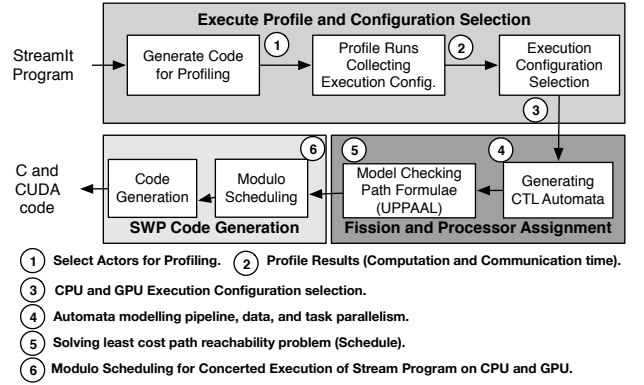 Execute Profile and Configuration Selection
StreamIt
Program
Generate Code
for Profiling
1
Profile Runs
Collecting
Execution Config.
2
Execution
Configuration
Selection
3
C and
CUDA
code
Code
Generation
Modulo
Scheduling
6
SWP Code Generation
5
Model Checking
Path Formulae
(UPPAAL)
4
Generating
CTL Automata
Fission and Processor Assignment
1 Select Actors for Profiling. 2 Profile Results (Computation and Communication time).
3 CPU and GPU Execution Configuration selection.
4 Automata modelling pipeline, data, and task parallelism.
5 Solving least cost path reachability problem (Schedule).
6 Modulo Scheduling for Concerted Execution of Stream Program on CPU and GPU.